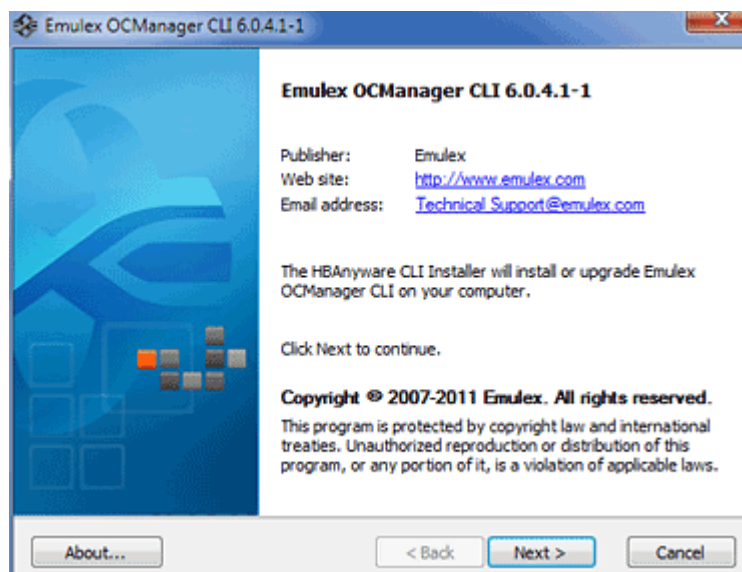 Emulex OCManager CLI 6.0.4.1-1
Emulex OCManager CLI 6.0.4.1-1
Publisher: Emulex
Web site: http://www.emulex.com
Email address: Technical_Support@emulex.com
The HBAnyware CLI Installer will install or upgrade Emulex
OCManager CLI on your computer.
Click Next to continue.
Copyright © 2007-2011 Emulex. All rights reserved.
This program is protected by copyright law and international
treaties. Unauthorized reproduction or distribution of this
program, or any portion of it, is a violation of applicable laws.
About... < Back Next > Cancel